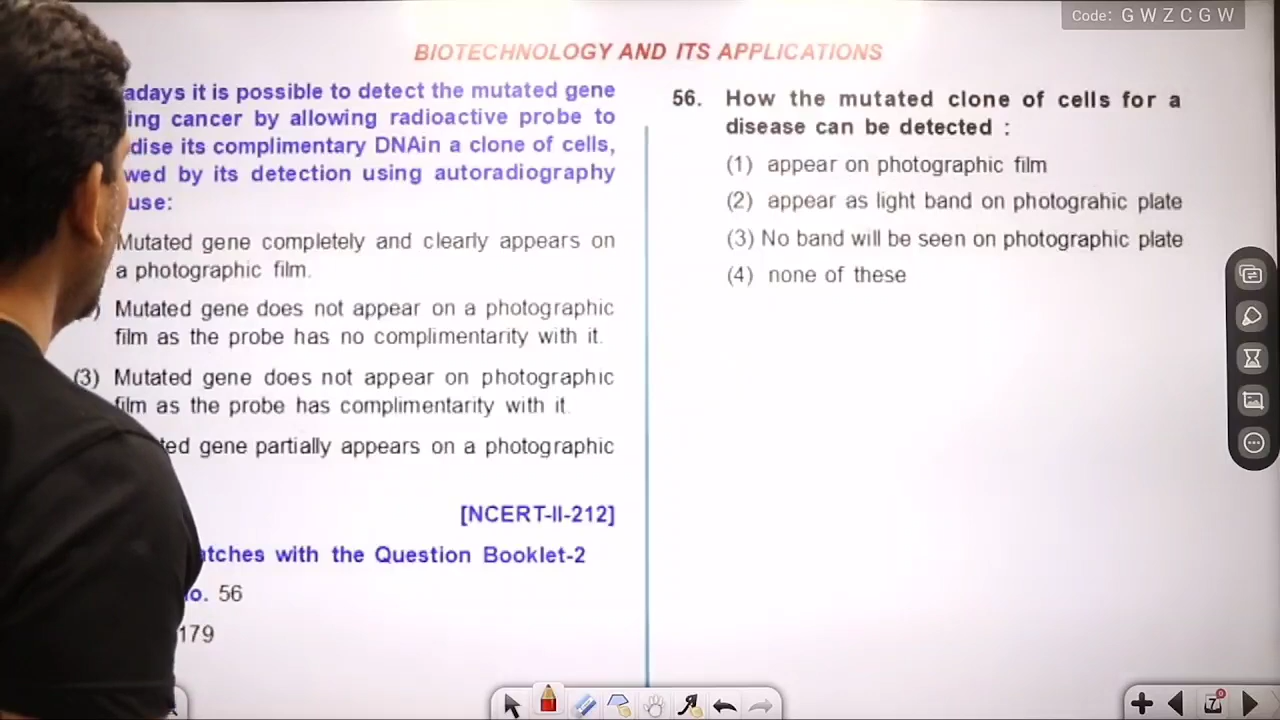 Code: G W Z C G W
BIOTECHNOLOGY AND ITS APPLICATIONS
adays it is possible to detect the mutated gene
ing cancer by allowing radioactive probe to
dise its complimentary DNAin a clone of cells,
wed by its detection using autoradiography
use:
Mutated gene completely and clearly appears on
a photographic film.
Mutated gene does not appear on a photographic
film as the probe has no complimentarity with it.
(3) Mutated gene does not appear on photographic
film as the probe has complimentarity with it.
ted gene partially appears on a photographic
[NCERT-II-212]
atches with the Question Booklet-2
o. 56
179
56. How the mutated clone of cells for a
disease can be detected :
(1) appear on photographic film
(2) appear as light band on photograhic plate
(3) No band will be seen on photographic plate
(4) none of these
7